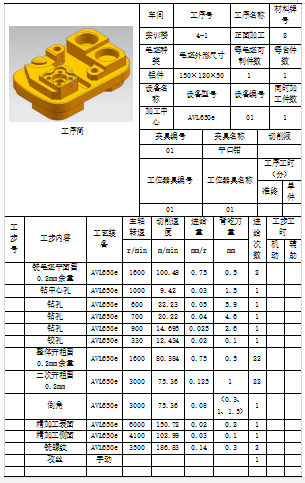 车间 工序号 工序名称 材料牌号
实训楼 4-1 正面加工 2
毛坯种类 毛坯外形尺寸 每毛坯可制件数 每台件数
铝件 150×120×50 1 1
设备名称 设备型号 设备编号 同时加工件数
加工中心 AVL650e 01 1
夹具编号 夹具名称 切削液
01 平口钳
工位器具编号 工位器具名称 工序工时(分)
准终 单件
01 01
工序简
工步号 工步内容 工艺装备 主轴转速 切削速度 进给量 背吃刀量 进给次数 工步工时
r/min m/min mm/r mm 机动 辅助
铣毛坯平面留0.2mm余量 AVL650e 1600 100.48 0.75 0.5 2
钻中心孔 AVL650e 1000 9.42 0.03 1.5 1
钻孔 AVL650e 600 22.23 0.05 5.9 1
钻孔 AVL650e 700 20.22 0.04 4.6 1
钻孔 AVL650e 900 14.695 0.025 2.6 1
铰孔 AVL650e 330 12.434 0.02 0.1 1
整体开粗留0.2mm余量 AVL650e 1600 80.384 0.75 0.5 22
二次开粗留0.2mm AVL650e 3000 75.36 0.125 1 22
倒角 AVL650e 3000 75.36 0.08 (0.3、1、1.5) 1
精加工表面 AVL650e 6000 150.72 0.02 0.2 1
精加工侧面 AVL650e 4100 102.99 0.03 0.1 1
铣螺纹 AVL650e 3500 186.83 0.14 0.3 2
攻丝 手动 1